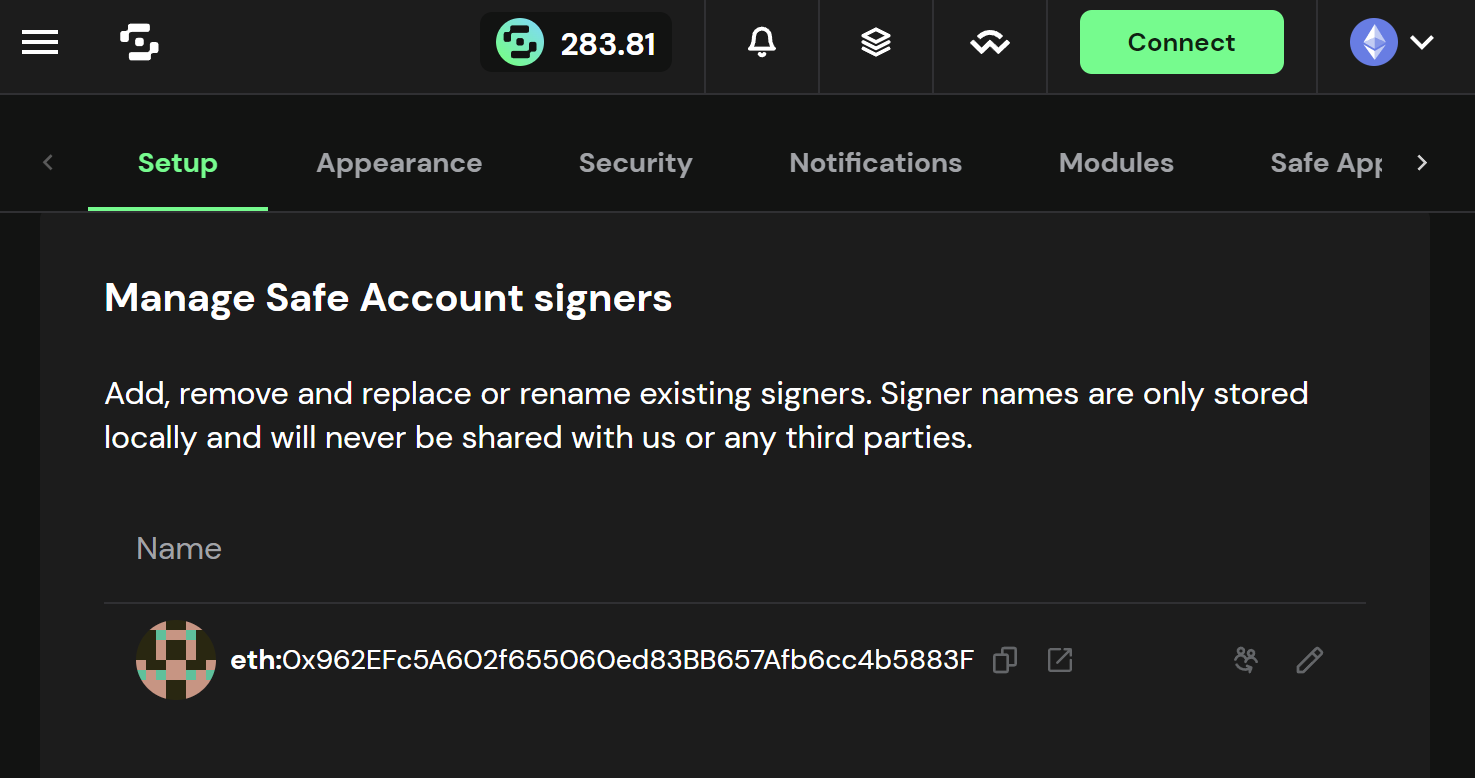 283.81
Connect
Setup Appearance Security Notifications Modules Safe App
Manage Safe Account signers
Add, remove and replace or rename existing signers. Signer names are only stored
locally and will never be shared with us or any third parties.
Name
eth:0x962EFc5A602f655060ed83BB657Afb6cc4b5883F